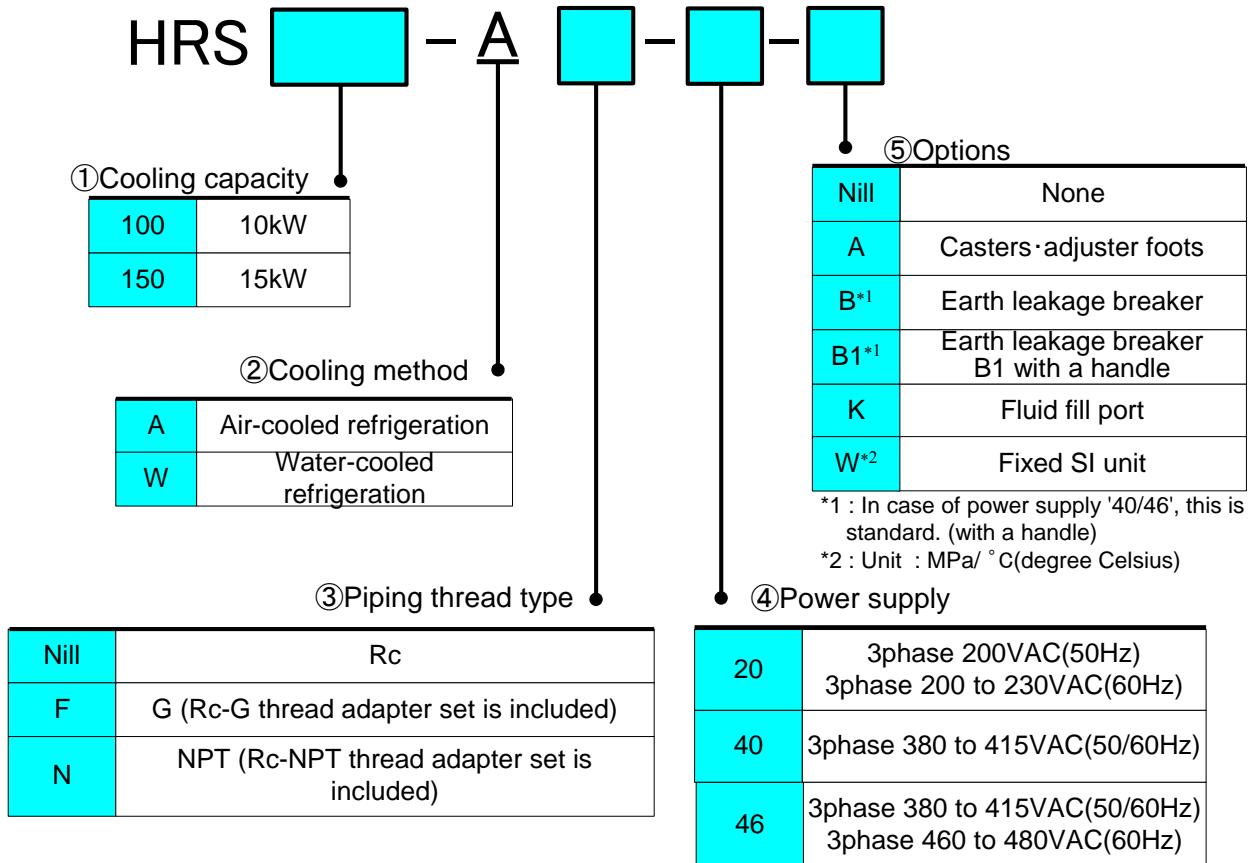 HRS - A - -
①Cooling capacity
100 10kW
150 15kW
②Cooling method
A Air-cooled refrigeration
W Water-cooled
refrigeration
③Piping thread type
Nill Rc
F G (Rc-G thread adapter set is included)
N NPT (Rc-NPT thread adapter set is
included)
④Power supply
20 3phase 200VAC(50Hz)
3phase 200 to 230VAC(60Hz)
40 3phase 380 to 415VAC(50/60Hz)
46 3phase 380 to 415VAC(50/60Hz)
3phase 460 to 480VAC(60Hz)
⑤Options
Nill None
A Casters･adjuster foots
B*1 Earth leakage breaker
B1*1 Earth leakage breaker
B1 with a handle
K Fluid fill port
W*2 Fixed SI unit
*1 : In case of power supply '40/46', this is
standard. (with a handle)
*2 : Unit : MPa/ °C(degree Celsius)